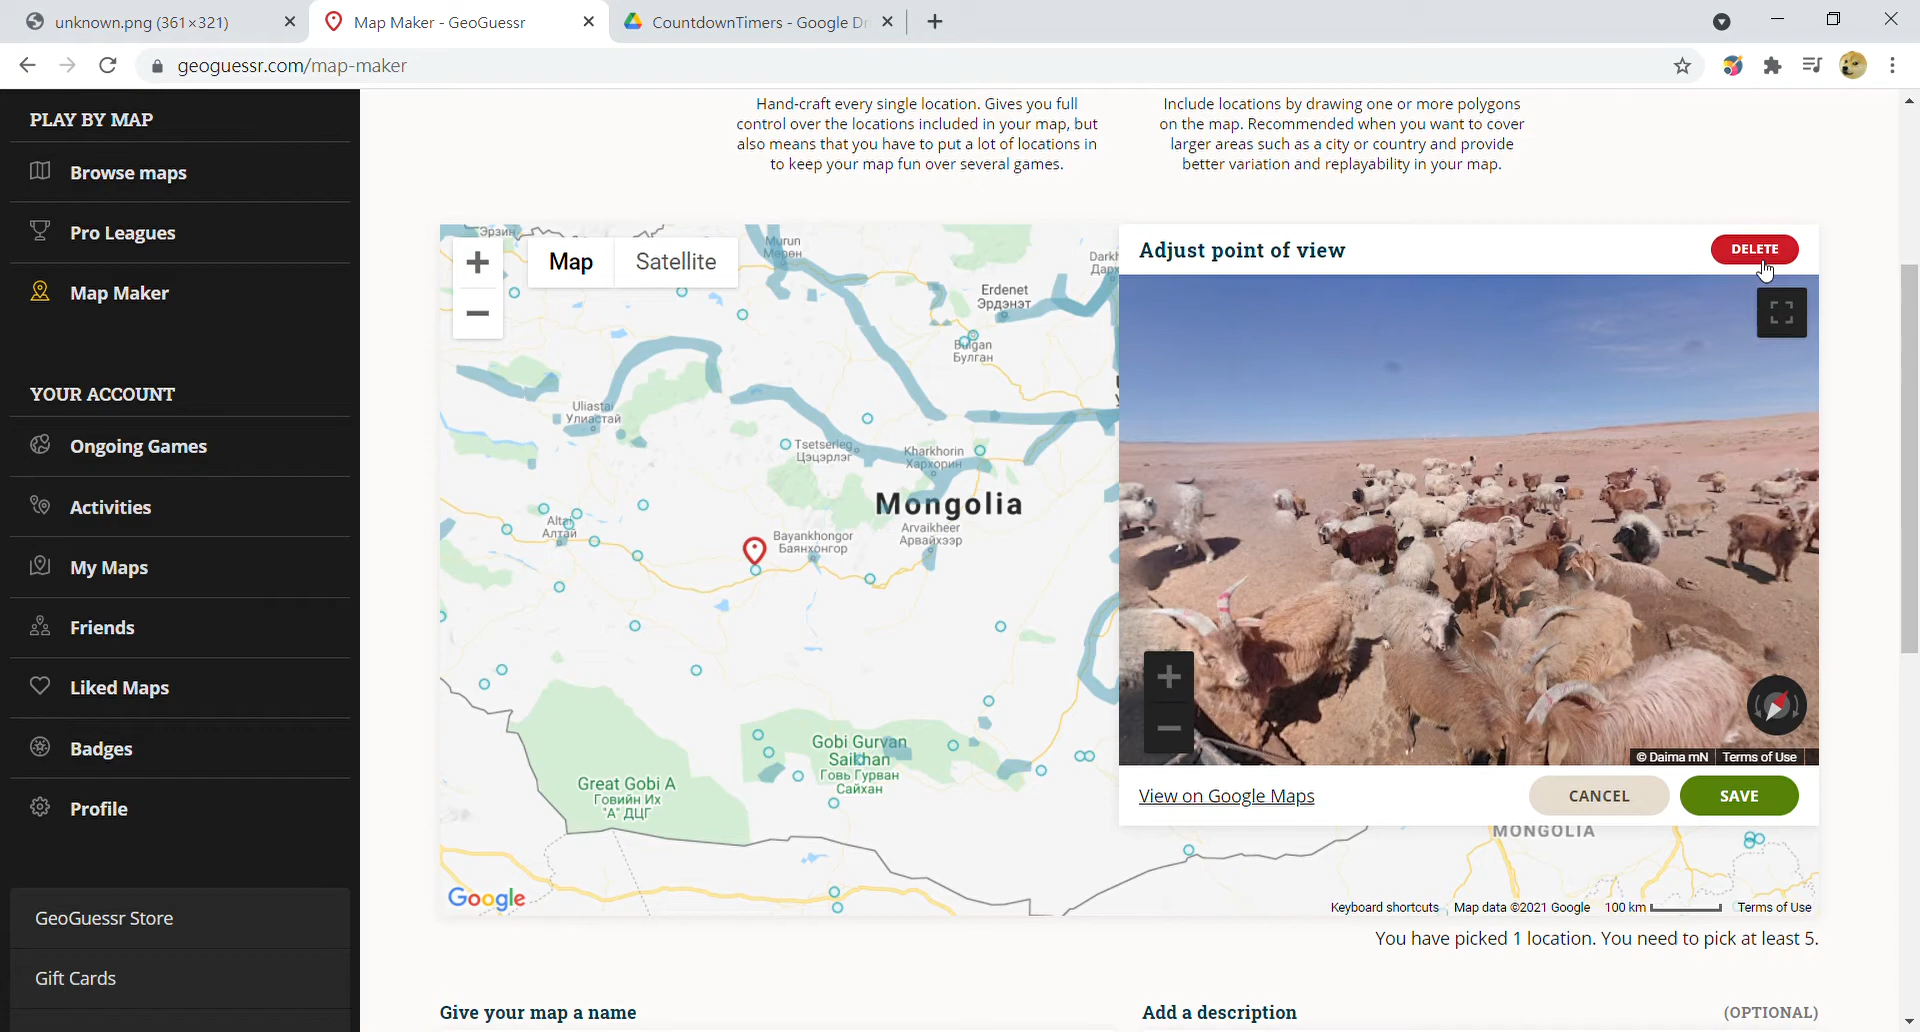 unknown.png (361×321)
Map Maker - GeoGuessr
CountdownTimers - Google Dr
geoguessr.com/map-maker
PLAY BY MAP
Browse maps
Pro Leagues
Map Maker
YOUR ACCOUNT
Ongoing Games
Activities
My Maps
Friends
Liked Maps
Badges
Profile
GeoGuessr Store
Gift Cards
Hand-craft every single location. Gives you full
control over the locations included in your map, but
also means that you have to put a lot of locations in
to keep your map fun over several games.
Include locations by drawing one or more polygons
on the map. Recommended when you want to cover
larger areas such as a city or country and provide
better variation and replayability in your map.
Map
Satellite
Эрзин
Murun
Мөрөн
Erdenet
Эрдэнэт
Bulgan
Булган
Uliastai
Улиастай
Tsetserleg
Цэцэрлэг
Kharkhorin
Хархорин
Mongolia
Arvaikheer
Арвайхээр
Altai
Алтай
Bayankhongor
Баянхонгор
Gobi Gurvan
Saikhan
Говь Гурван
Сайхан
Great Gobi A
Говийн Их
"А" ДЦГ
Google
Adjust point of view
DELETE
© Daima mN
Terms of Use
View on Google Maps
CANCEL
SAVE
MONGOLIA
Keyboard shortcuts
Map data ©2021 Google
100 km
Terms of Use
You have picked 1 location. You need to pick at least 5.
Give your map a name
Add a description
(OPTIONAL)